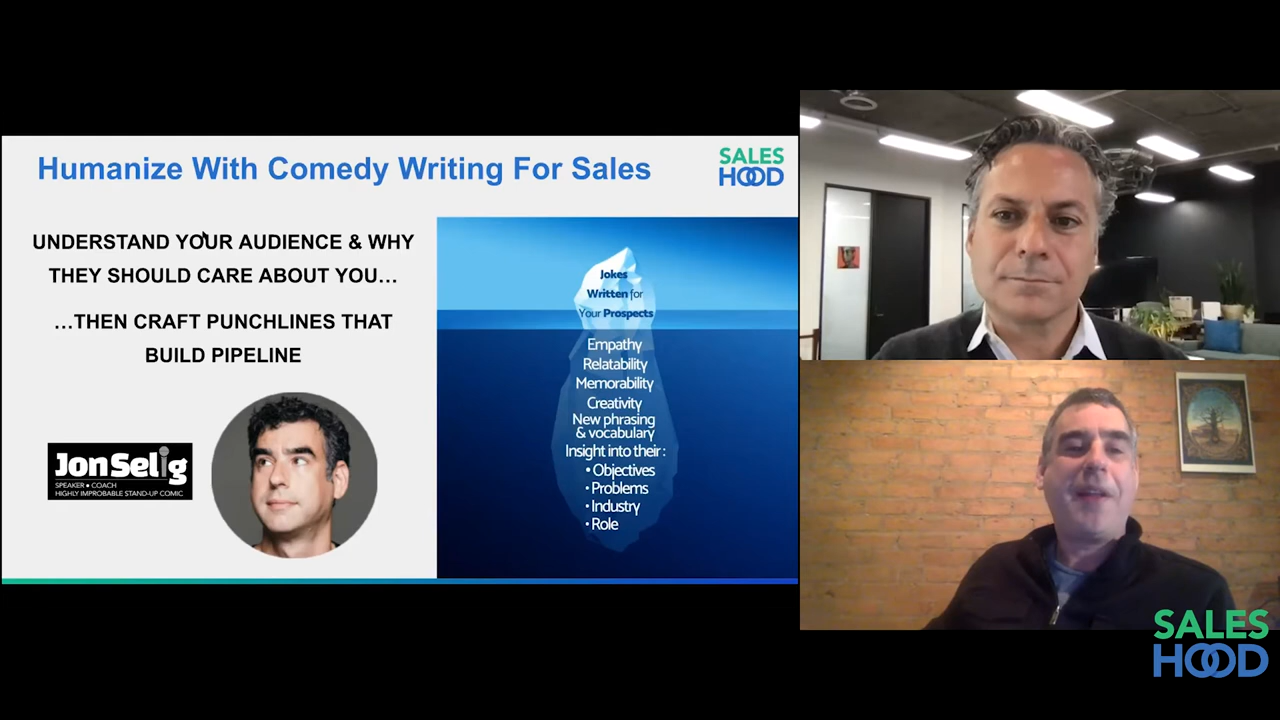 Humanize With Comedy Writing For Sales
SALES
HOOD
UNDERSTAND YOUR AUDIENCE & WHY
THEY SHOULD CARE ABOUT YOU...
...THEN CRAFT PUNCHLINES THAT
BUILD PIPELINE
Jon Selig
SPEAKER • COACH
HIGHLY IMPROBABLE STAND-UP COMIC
Jokes
Written for
Your Prospects
Empathy
Relatability
Memorability
Creativity
New phrasing
& vocabulary
Insight into their:
• Objectives
• Problems
• Industry
• Role
SALES
HOOD